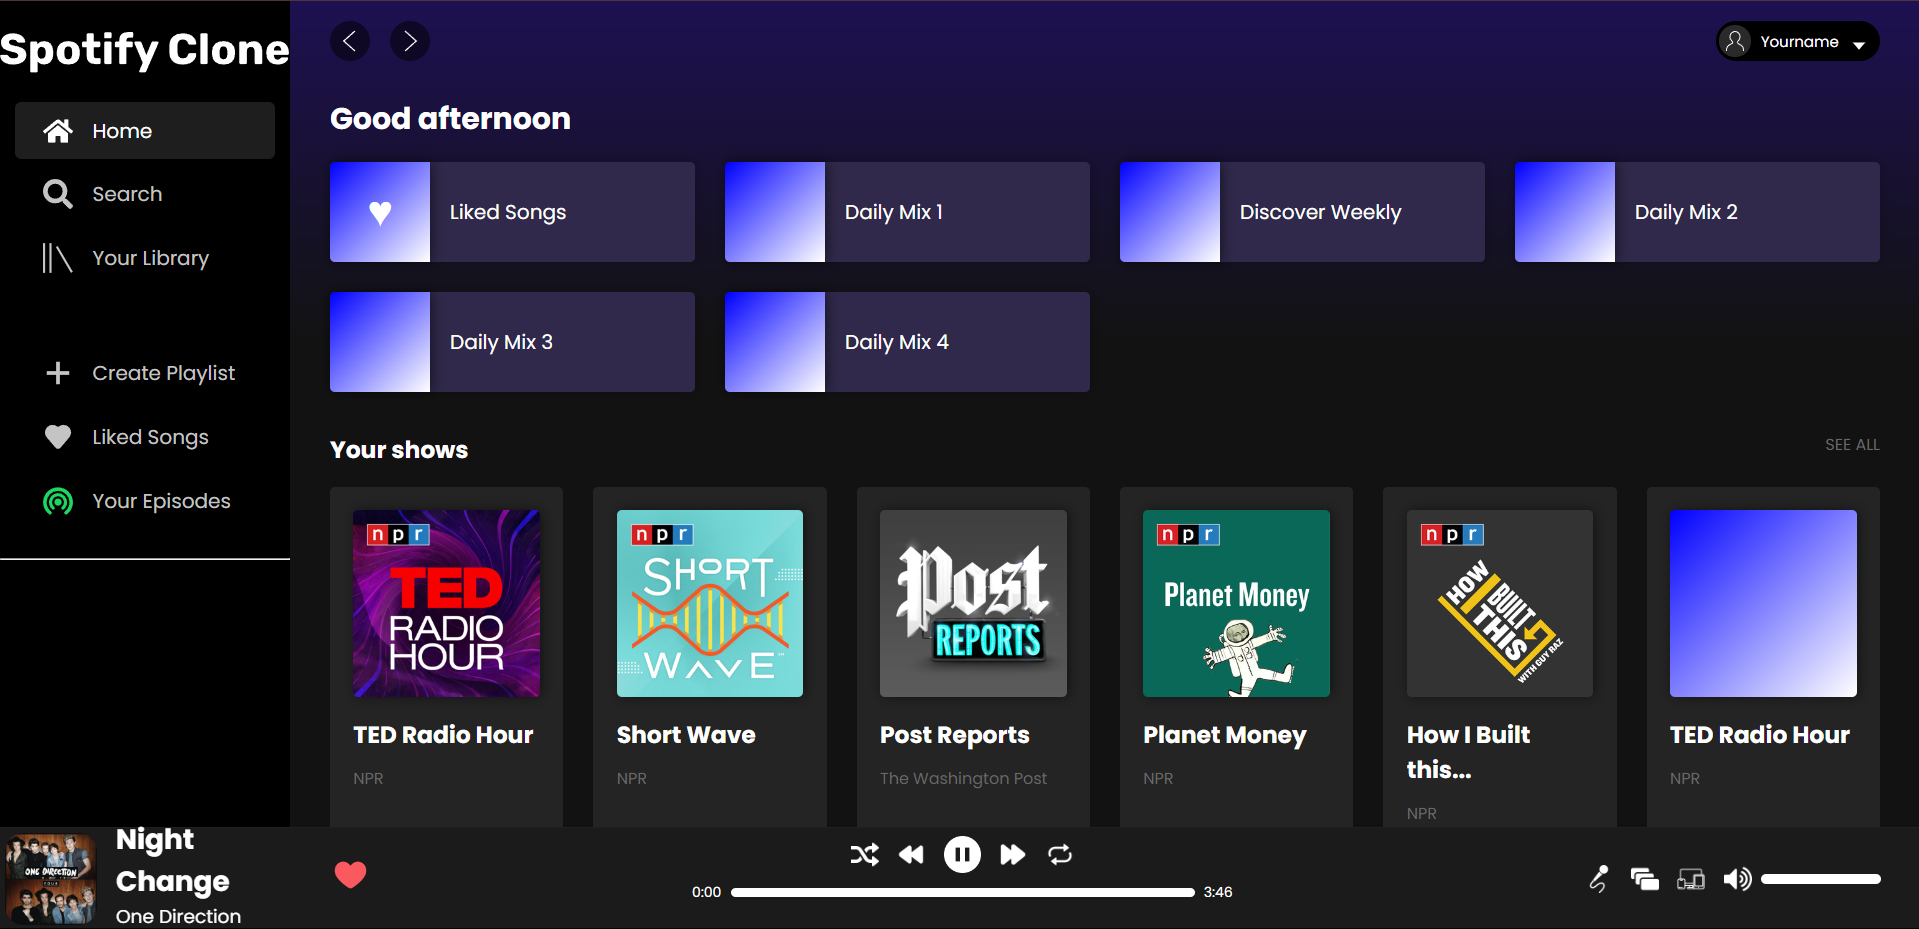 Spotify Clone
Home
Search
Your Library
Create Playlist
Liked Songs
Your Episodes
Yourname
Good afternoon
Liked Songs
Daily Mix 1
Discover Weekly
Daily Mix 2
Daily Mix 3
Daily Mix 4
Your shows
SEE ALL
npr
TED
RADIO
HOUR
TED Radio Hour
NPR
npr
SHORT
WAVE
Short Wave
NPR
Post
REPORTS
Post Reports
The Washington Post
npr
Planet Money
Planet Money
NPR
npr
HOW
I BUILT
THIS
WITH GUY RAZ
How I Built
this...
NPR
TED Radio Hour
NPR
ONE DIRECTION
FOUR
Night
Change
One Direction
0:00
3:46